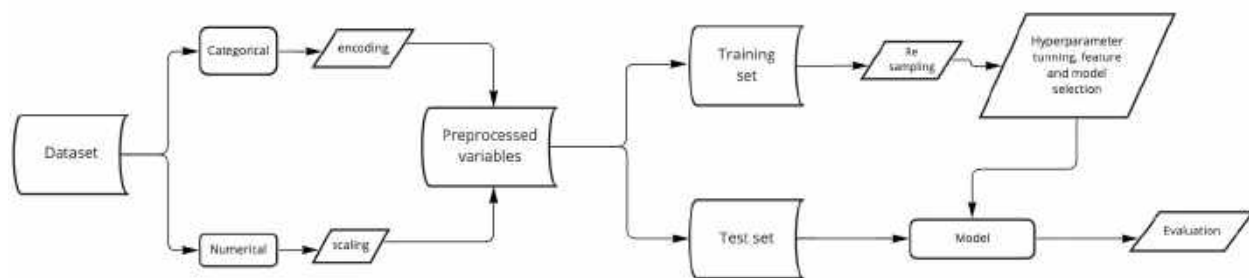 Categorical
encoding
Dataset
Numerical
scaling
Preprocessed
variables
Training
set
Re
sampling
Hyperparameter
tunning, feature
and model
selection
Test set
Model
Evaluation